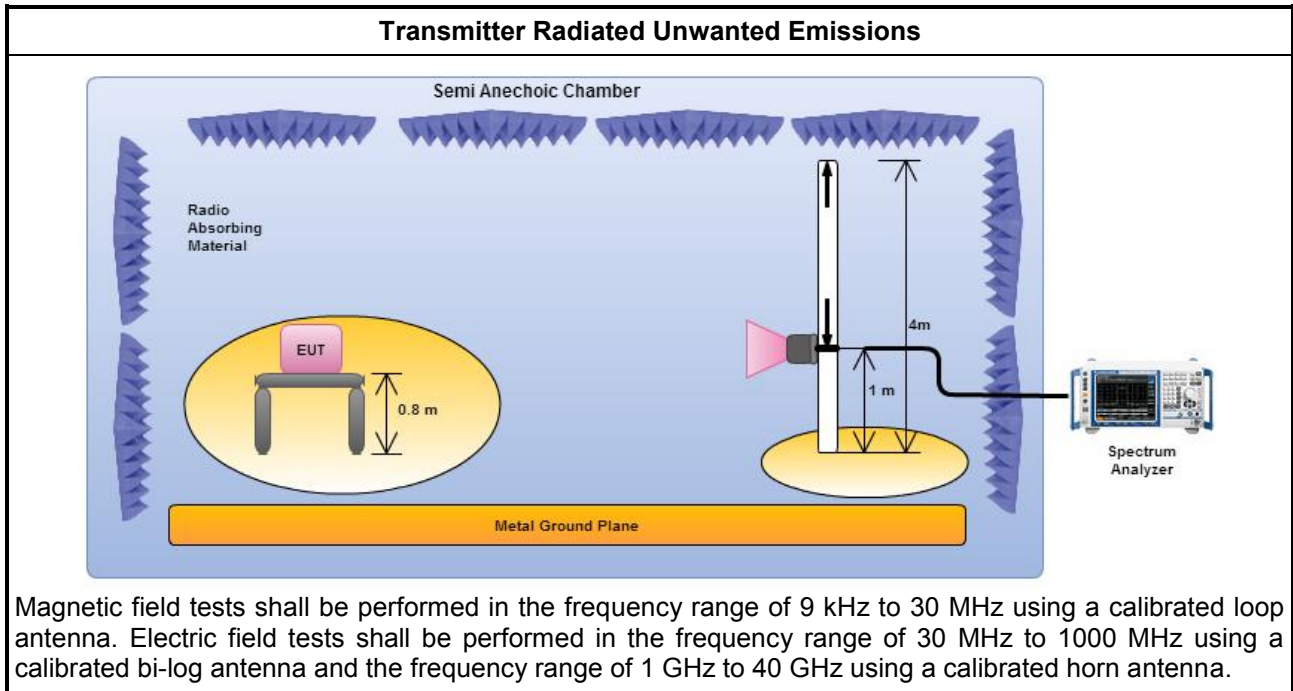 Transmitter Radiated Unwanted Emissions
Semi Anechoic Chamber
Radio
Absorbing
Material
EUT
0.8 m
4m
1 m
Spectrum
Analyzer
Metal Ground Plane
Magnetic field tests shall be performed in the frequency range of 9 kHz to 30 MHz using a calibrated loop
antenna. Electric field tests shall be performed in the frequency range of 30 MHz to 1000 MHz using a
calibrated bi-log antenna and the frequency range of 1 GHz to 40 GHz using a calibrated horn antenna.